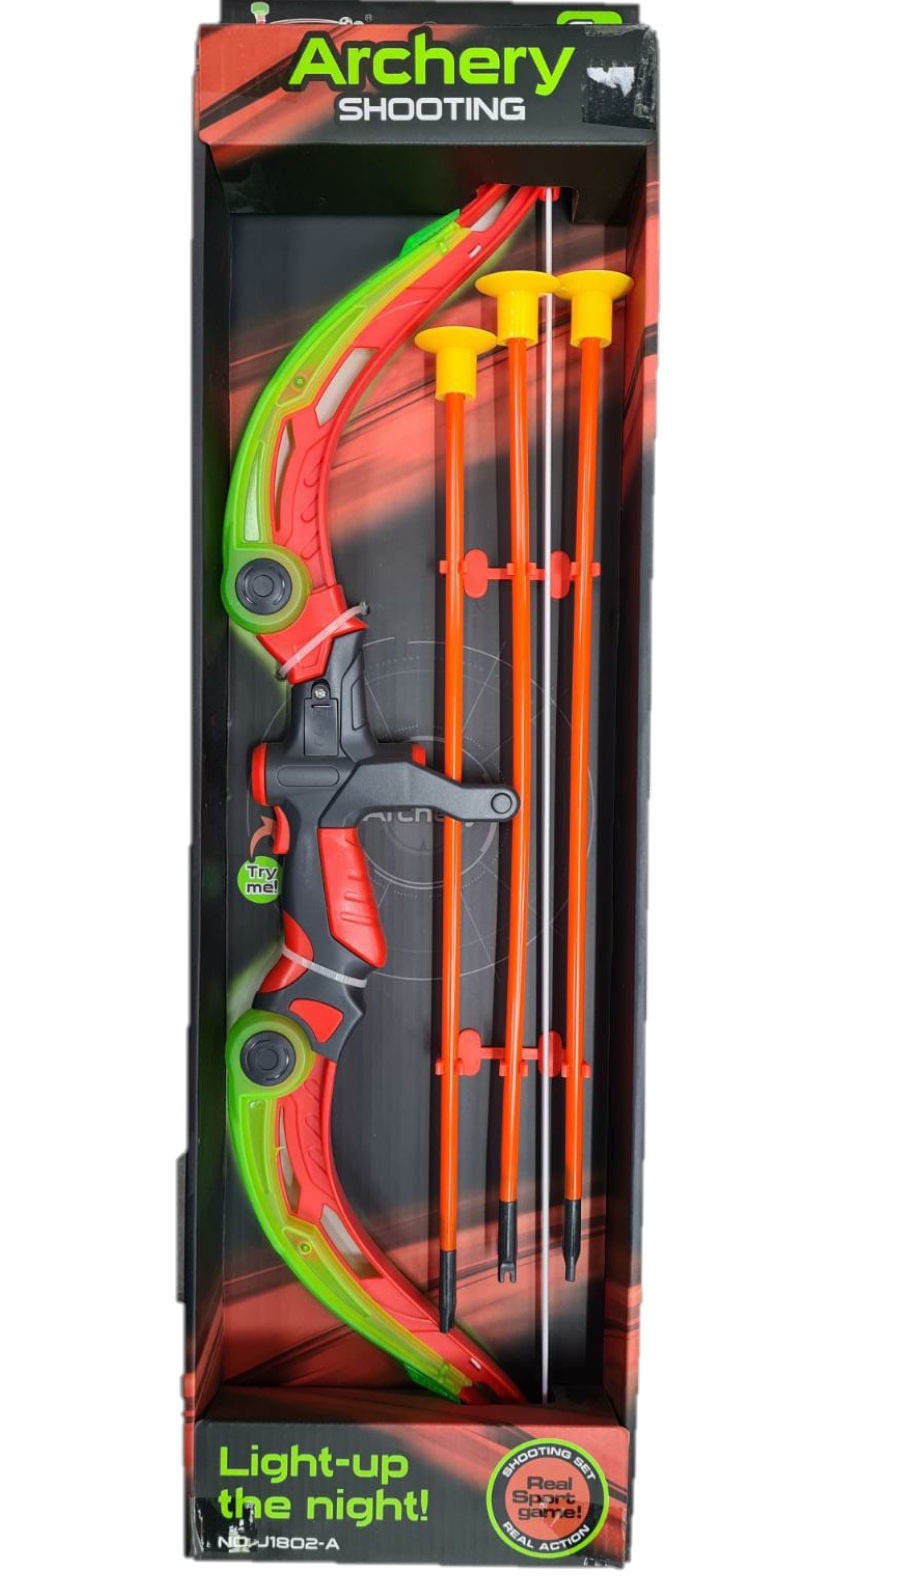 Archery
SHOOTING
Archery
Try
me!
Light-up
the night!
NO.J1802-A
SHOOTING SET
Real
Sport
game!
REAL ACTION